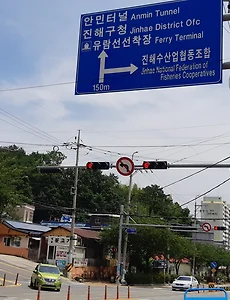 안민터널 Anmin Tunnel
진해구청 Jinhae District Ofc
유람선선착장 Ferry Terminal
진해수산업협동조합
Jinhae National Federation of
Fisheries Cooperatives
150m